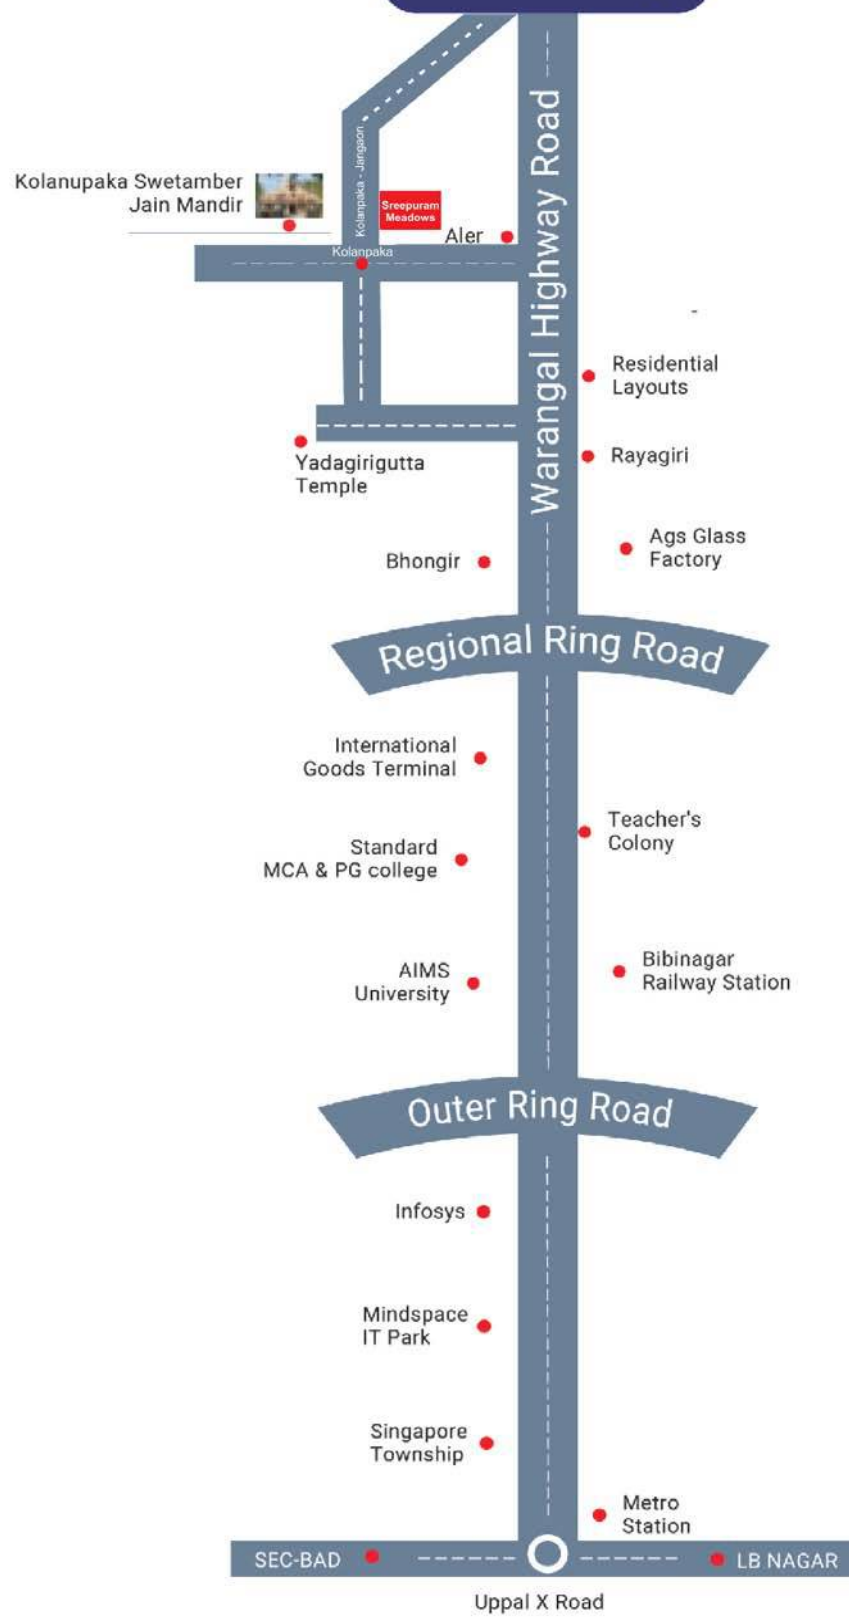 Warangal Highway Road
Kolanpaka - Jangaon
Kolanupaka Swetamber
Jain Mandir
Sreepuram
Meadows
Aler
Kolanpaka
Residential
Layouts
Yadagirigutta
Temple
Rayagiri
Bhongir
Ags Glass
Factory
Regional Ring Road
International
Goods Terminal
Teacher's
Colony
Standard
MCA & PG college
AIMS
University
Bibinagar
Railway Station
Outer Ring Road
Infosys
Mindspace
IT Park
Singapore
Township
Metro
Station
SEC-BAD
LB NAGAR
Uppal X Road